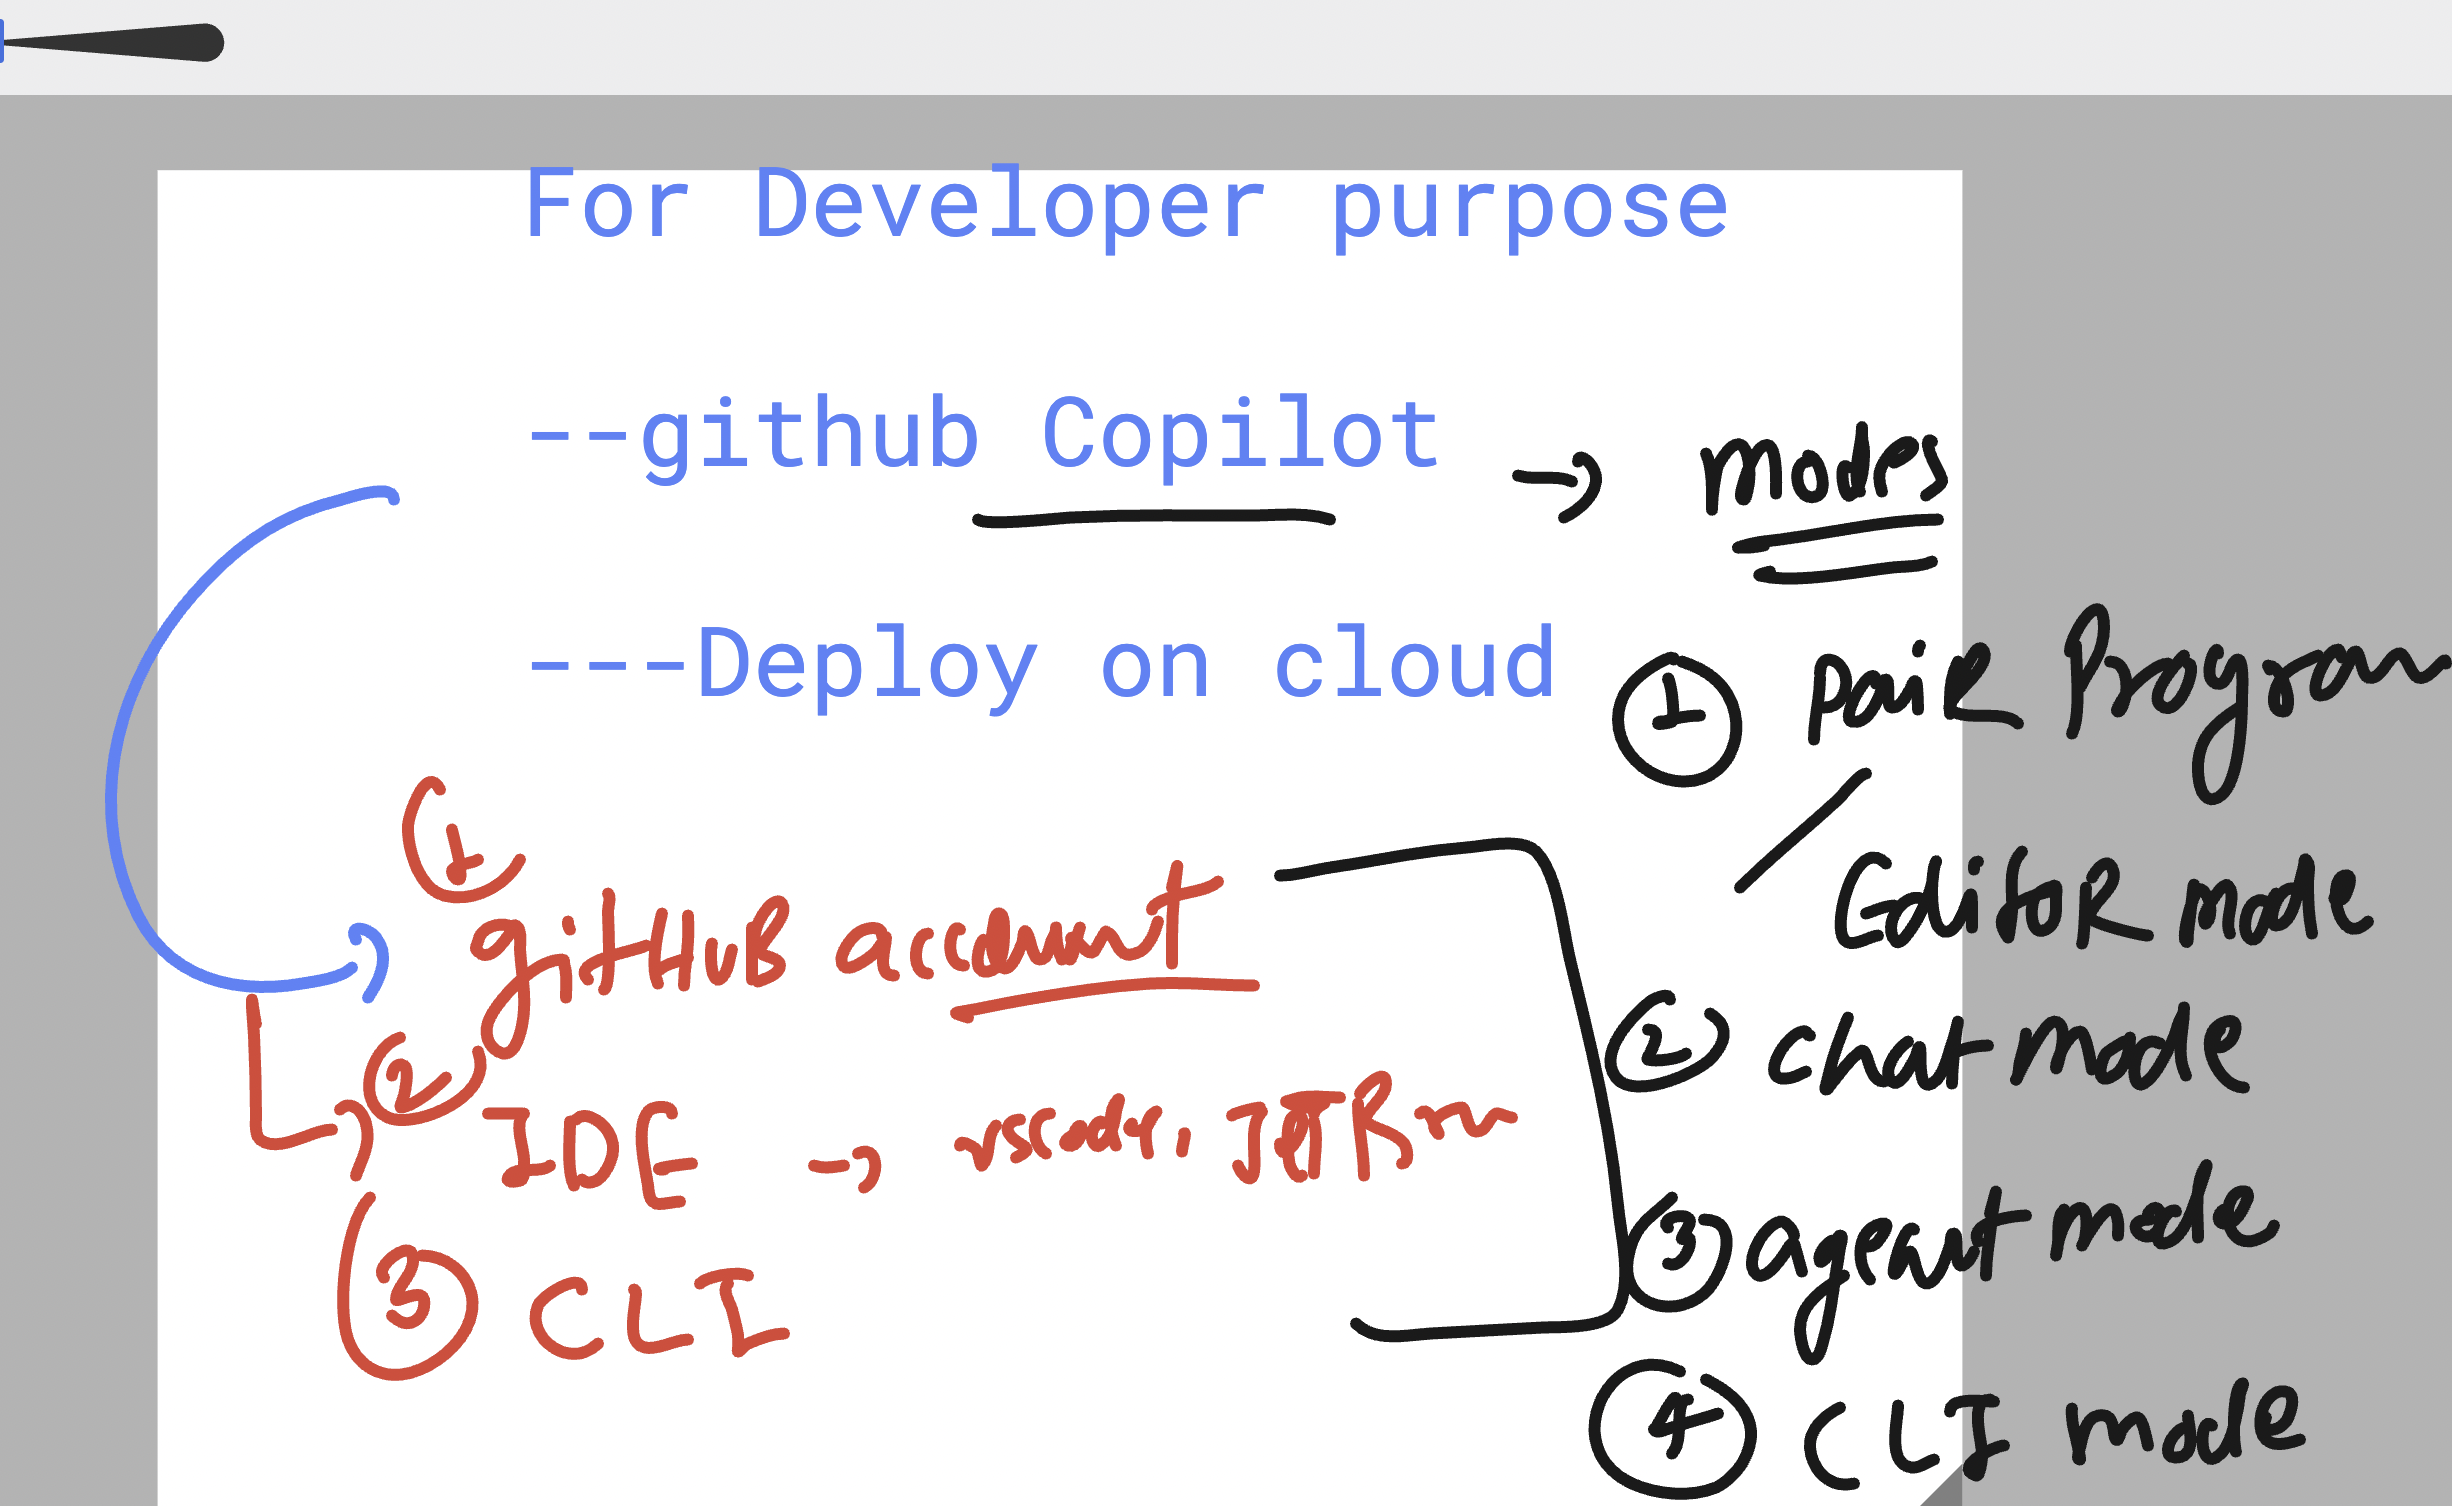 For Developer purpose
--github Copilot → modes
---Deploy on cloud
1 pair Program
/ Editor mode
1
gitHUB account
2 chat mode
2
IDE → vscode,
3 agent mode
3 CLI
4 CLI mode